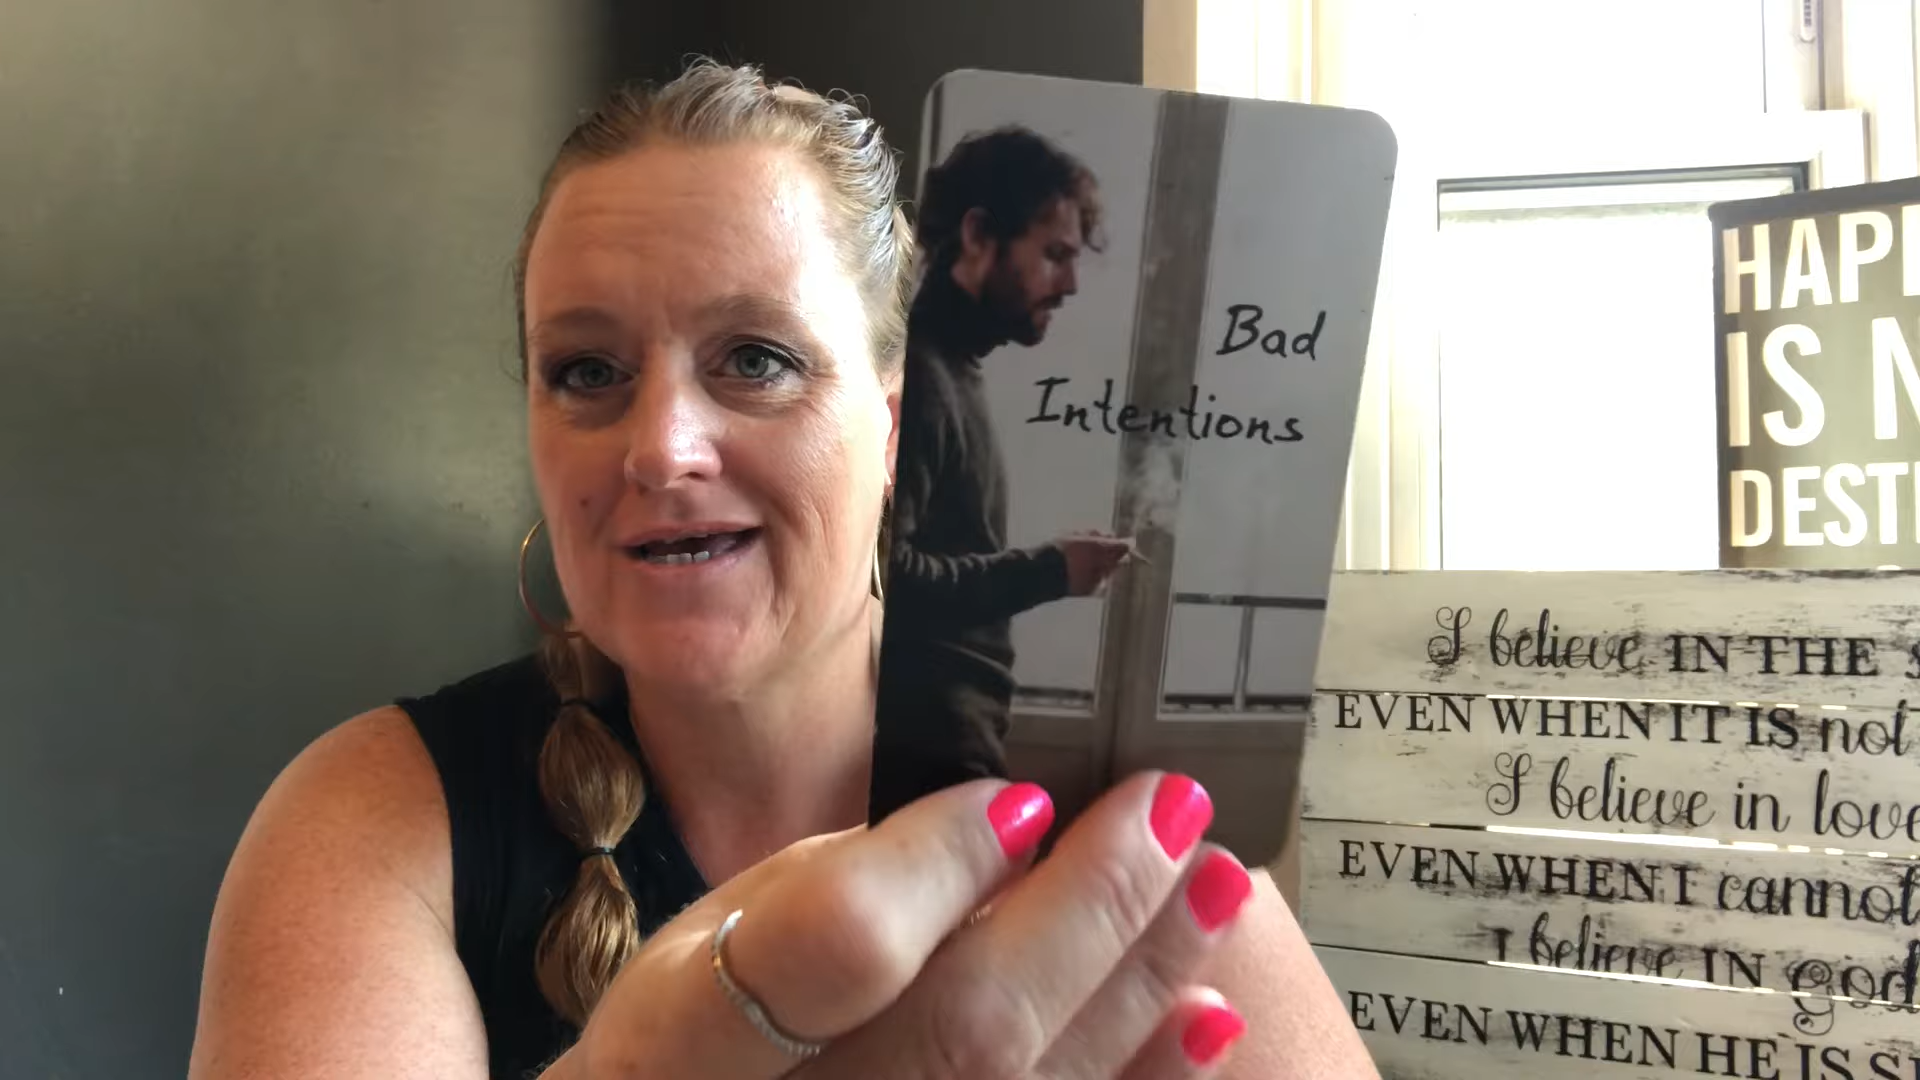 Bad
Intentions
HAPP
IS N
DEST
I believe IN THE
EVEN WHEN IT IS not
I believe in love
EVEN WHEN I cannot
I believe IN God
EVEN WHEN HE IS